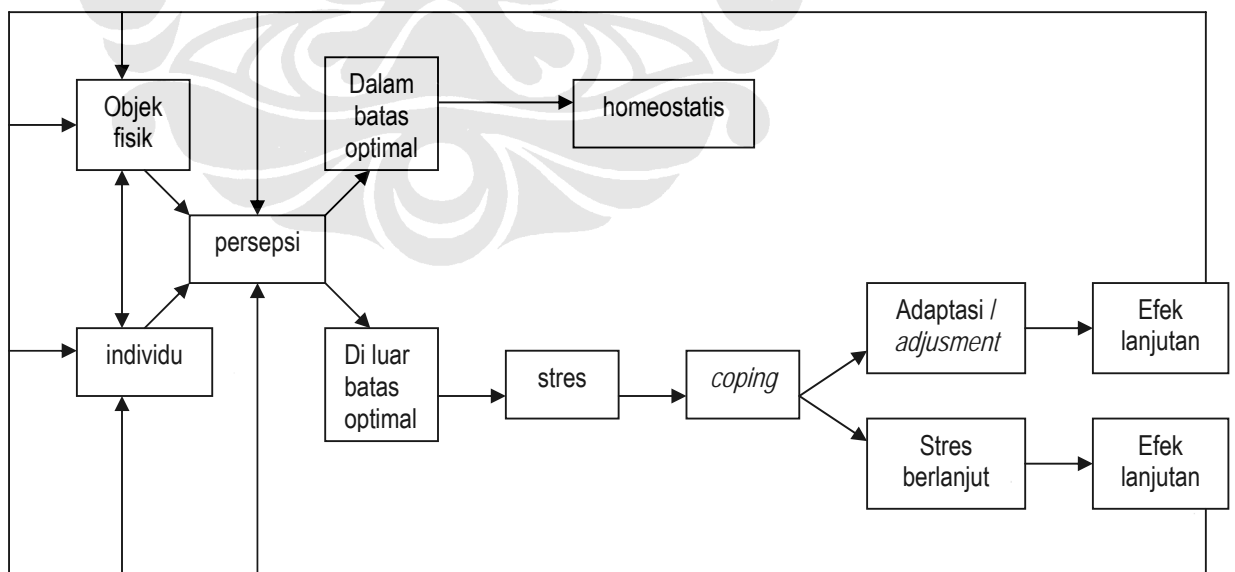 Objek
fisik
Dalam
batas
optimal
homeostatis
persepsi
individu
Di luar
batas
optimal
stres
coping
Adaptasi /
adjusment
Efek
lanjutan
Stres
berlanjut
Efek
lanjutan